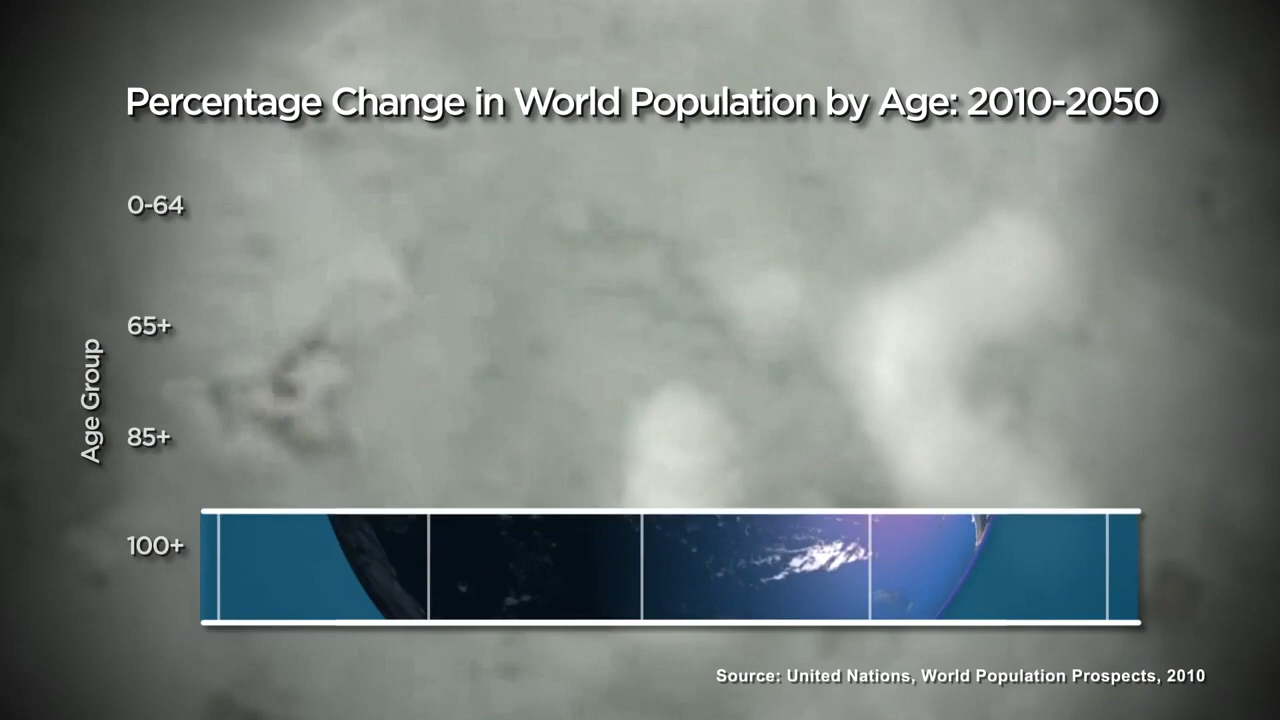 Percentage Change in World Population by Age: 2010-2050
0-64
65+
Age Group
85+
100+
Source: United Nations, World Population Prospects, 2010